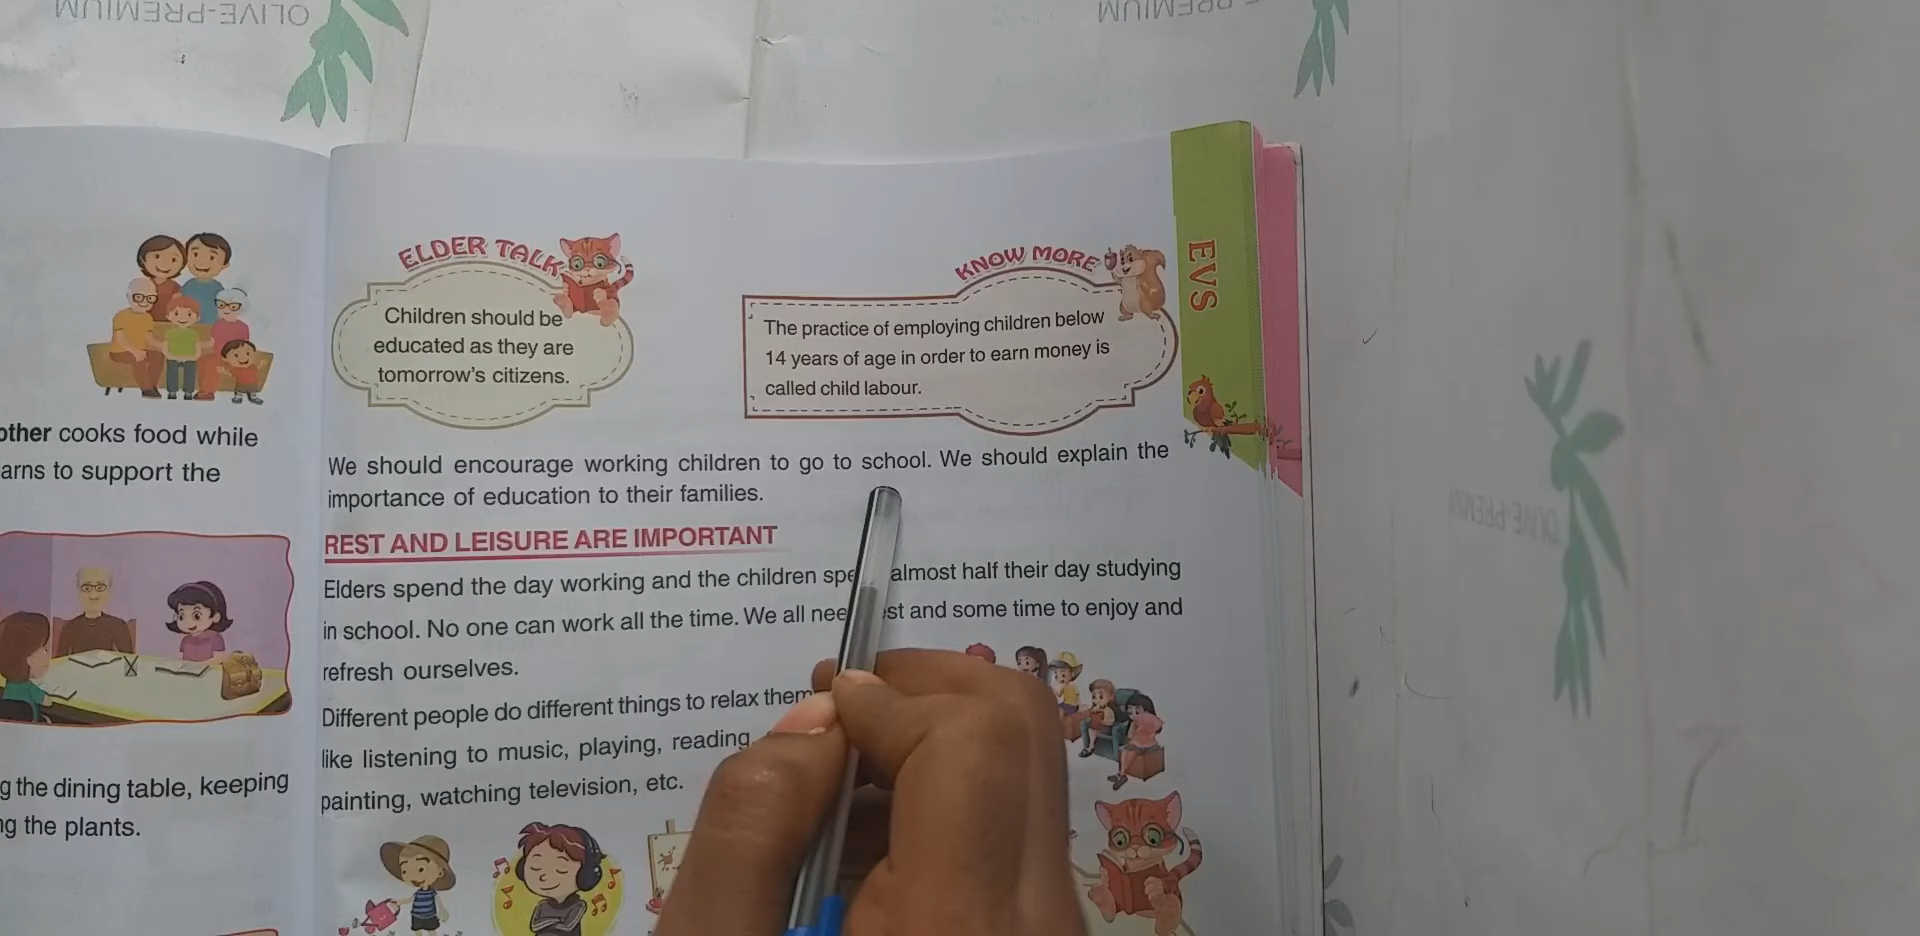 OLIVE-PREMIUM
PREMIUM
other cooks food while
arns to support the
g the dining table, keeping
ng the plants.
ELDER TALK
Children should be
educated as they are
tomorrow's citizens.
KNOW MORE
The practice of employing children below
14 years of age in order to earn money is
called child labour.
EVS
We should encourage working children to go to school. We should explain the
importance of education to their families.
REST AND LEISURE ARE IMPORTANT
Elders spend the day working and the children spe almost half their day studying
in school. No one can work all the time. We all nee st and some time to enjoy and
refresh ourselves.
Different people do different things to relax them
like listening to music, playing, reading,
painting, watching television, etc.
OLIVE-PREMIUM